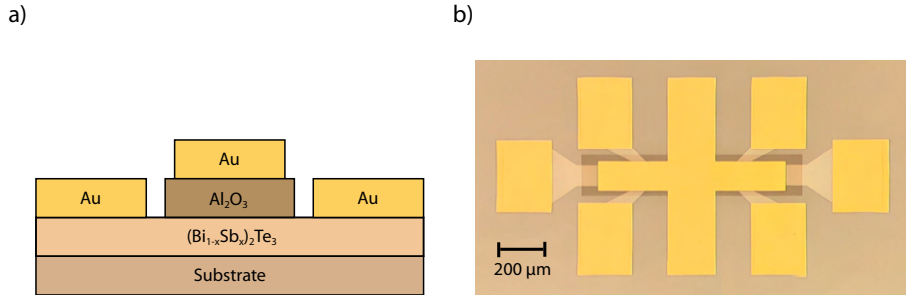 a)
b)
Au
Au
Al₂O₃
Au
(Bi₁₋ₓSbₓ)₂Te₃
Substrate
200 μm